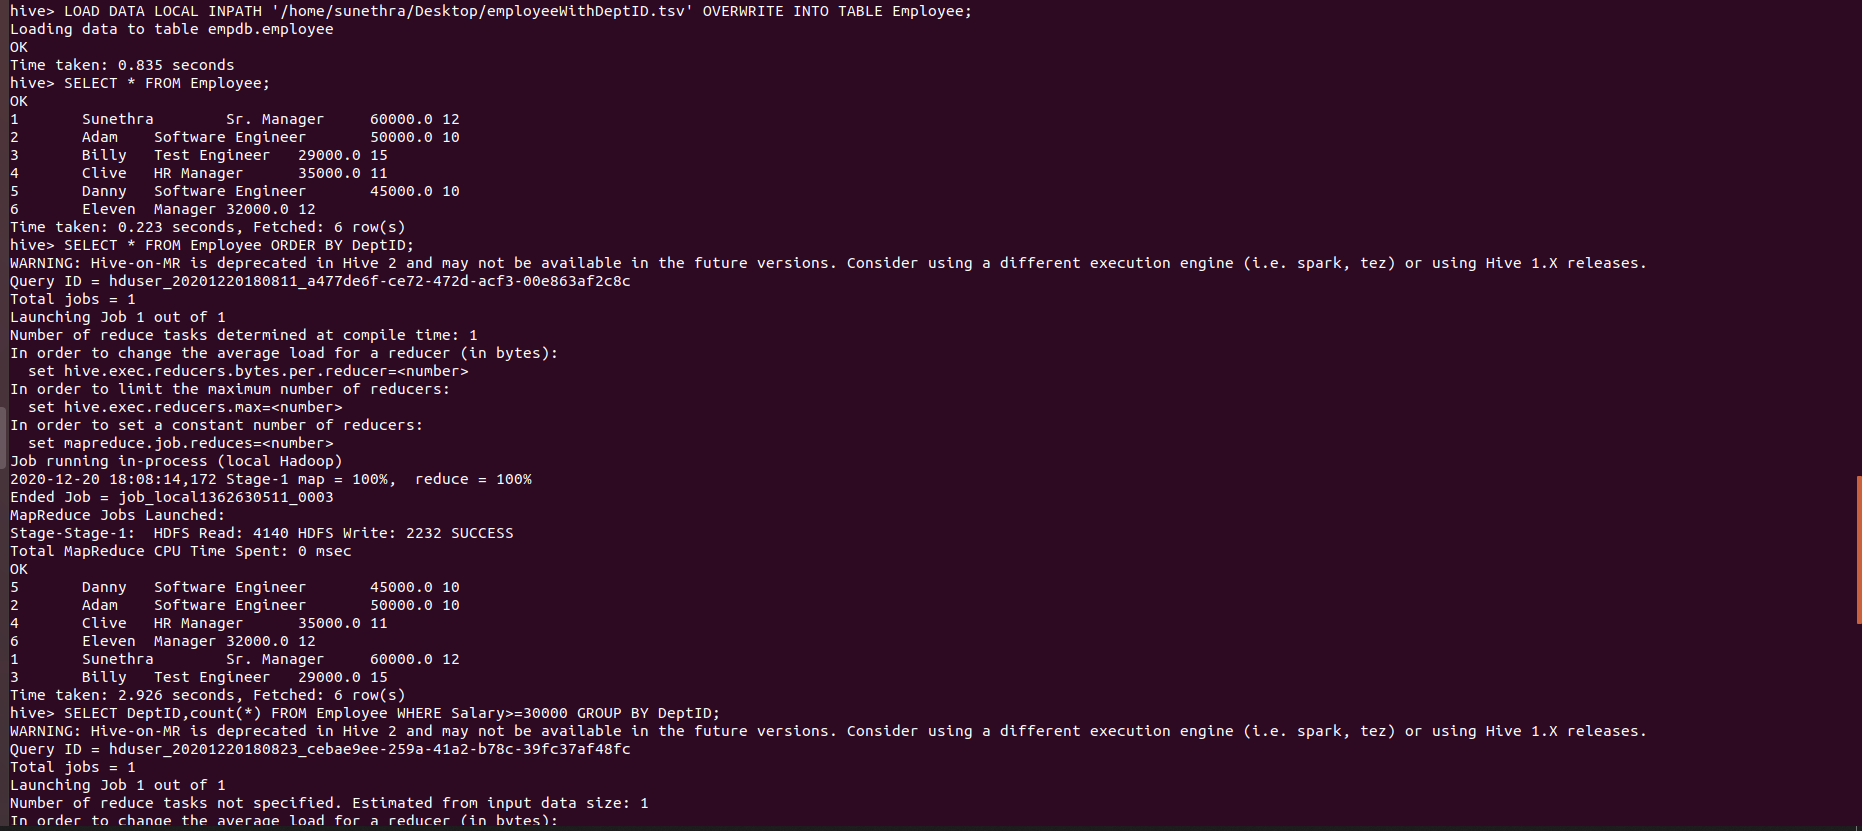 hive> LOAD DATA LOCAL INPATH '/home/sunethra/Desktop/employeeWithDeptID.tsv' OVERWRITE INTO TABLE Employee;
Loading data to table empdb.employee
OK
Time taken: 0.835 seconds
hive> SELECT * FROM Employee;
OK
1	Sunethra	Sr. Manager	60000.0	12
2	Adam	Software Engineer	50000.0	10
3	Billy	Test Engineer	29000.0	15
4	Clive	HR Manager	35000.0	11
5	Danny	Software Engineer	45000.0	10
6	Eleven	Manager	32000.0	12
Time taken: 0.223 seconds, Fetched: 6 row(s)
hive> SELECT * FROM Employee ORDER BY DeptID;
WARNING: Hive-on-MR is deprecated in Hive 2 and may not be available in the future versions. Consider using a different execution engine (i.e. spark, tez) or using Hive 1.X releases.
Query ID = hduser_20201220180811_a477de6f-ce72-472d-acf3-00e863af2c8c
Total jobs = 1
Launching Job 1 out of 1
Number of reduce tasks determined at compile time: 1
In order to change the average load for a reducer (in bytes):
  set hive.exec.reducers.bytes.per.reducer=<number>
In order to limit the maximum number of reducers:
  set hive.exec.reducers.max=<number>
In order to set a constant number of reducers:
  set mapreduce.job.reduces=<number>
Job running in-process (local Hadoop)
2020-12-20 18:08:14,172 Stage-1 map = 100%,  reduce = 100%
Ended Job = job_local1362630511_0003
MapReduce Jobs Launched:
Stage-Stage-1:  HDFS Read: 4140 HDFS Write: 2232 SUCCESS
Total MapReduce CPU Time Spent: 0 msec
OK
5	Danny	Software Engineer	45000.0	10
2	Adam	Software Engineer	50000.0	10
4	Clive	HR Manager	35000.0	11
6	Eleven	Manager	32000.0	12
1	Sunethra	Sr. Manager	60000.0	12
3	Billy	Test Engineer	29000.0	15
Time taken: 2.926 seconds, Fetched: 6 row(s)
hive> SELECT DeptID,count(*) FROM Employee WHERE Salary>=30000 GROUP BY DeptID;
WARNING: Hive-on-MR is deprecated in Hive 2 and may not be available in the future versions. Consider using a different execution engine (i.e. spark, tez) or using Hive 1.X releases.
Query ID = hduser_20201220180823_cebae9ee-259a-41a2-b78c-39fc37af48fc
Total jobs = 1
Launching Job 1 out of 1
Number of reduce tasks not specified. Estimated from input data size: 1
In order to change the average load for a reducer (in bytes):